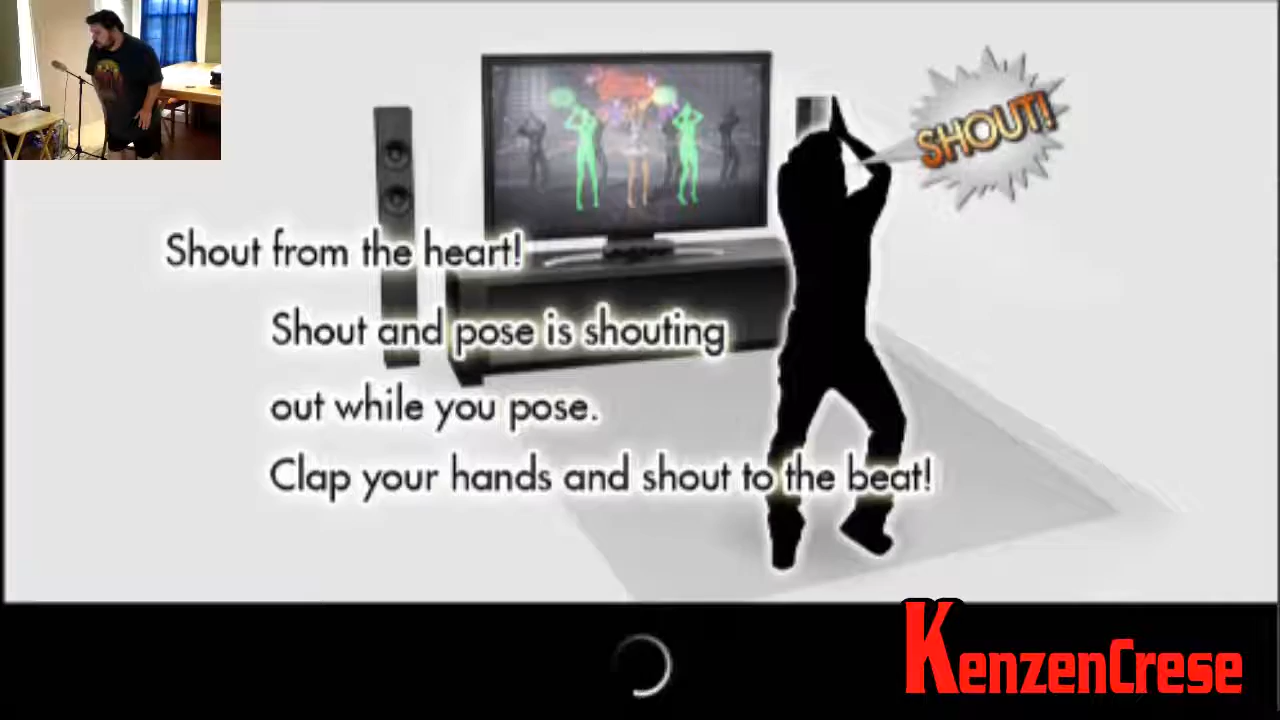 SHOUT!
Shout from the heart!
Shout and pose is shouting
out while you pose.
Clap your hands and shout to the beat!
KenzenCrese